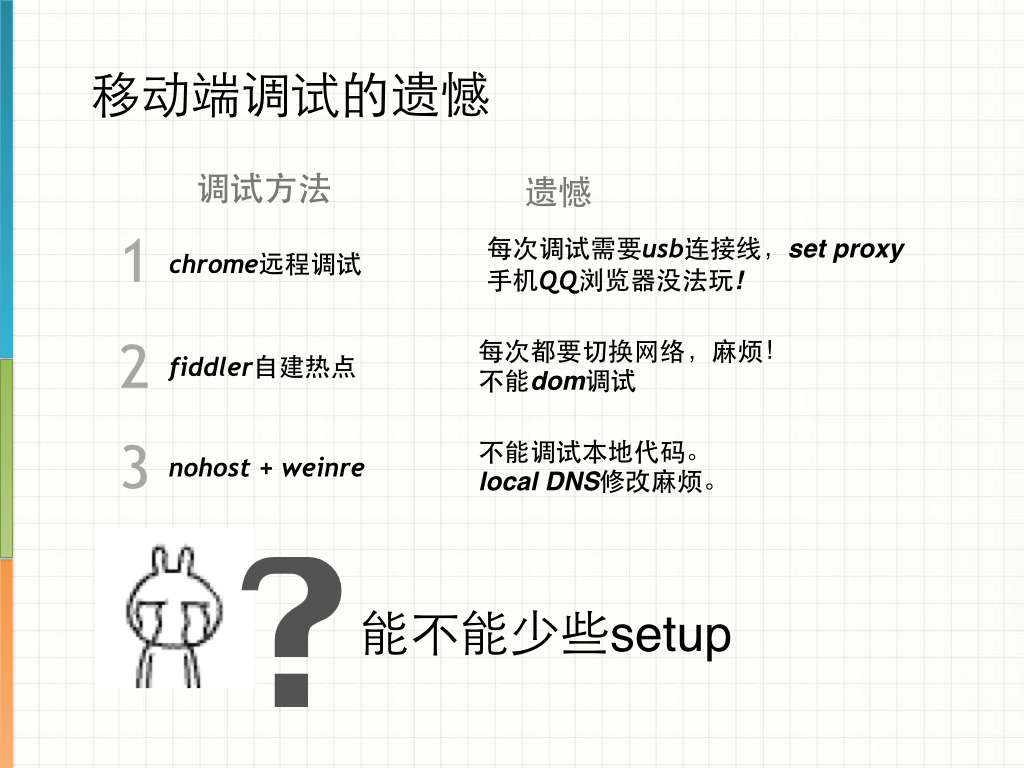 移动端调试的遗憾
调试方法
遗憾
1
chrome远程调试
每次调试需要usb连接线，set proxy
手机QQ浏览器没法玩！
2
fiddler自建热点
每次都要切换网络，麻烦！
不能dom调试
3
nohost + weinre
不能调试本地代码。
local DNS修改麻烦。
?
能不能少些setup